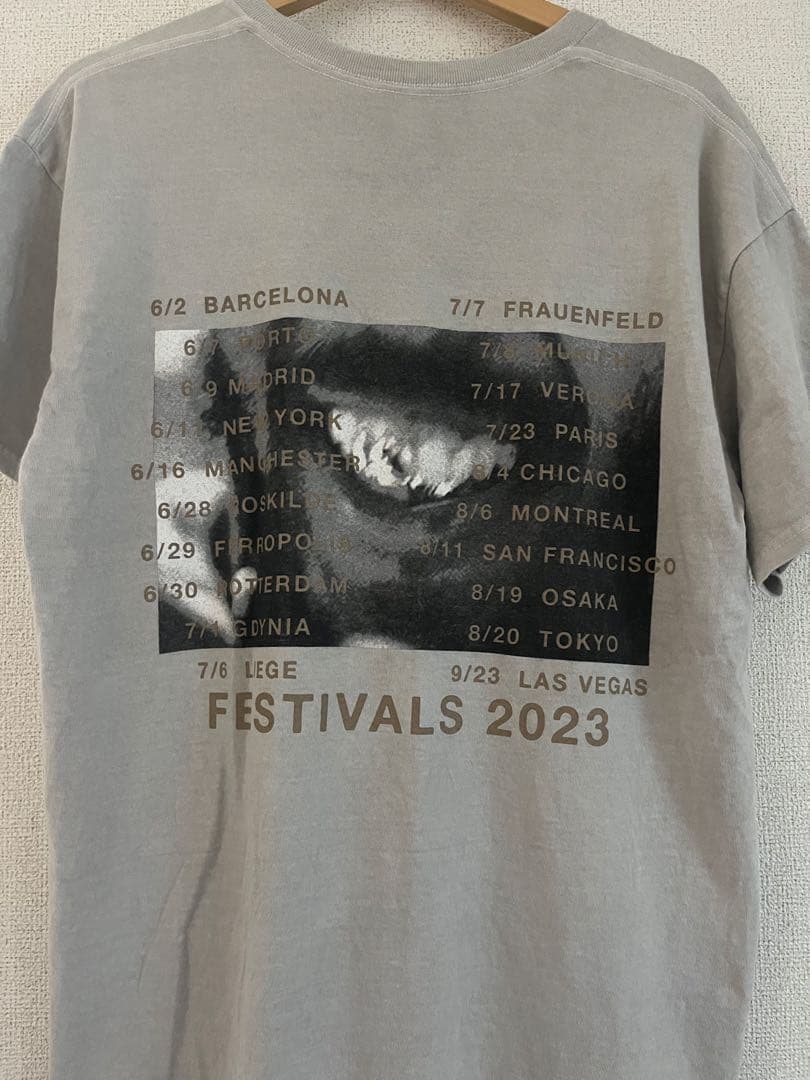 6/2 BARCELONA
6/7 PORTO
6/9 MADRID
6/17 NEW YORK
6/16 MANCHESTER
6/28 ROSKILDE
6/29 FERROPOLIS
6/30 ROTTERDAM
7/1 GDYNIA
7/6 LIEGE
7/7 FRAUENFELD
MUNICH
7/17 VERONA
7/23 PARIS
8/4 CHICAGO
8/6 MONTREAL
8/11 SAN FRANCISCO
8/19 OSAKA
8/20 TOKYO
9/23 LAS VEGAS
FESTIVALS 2023